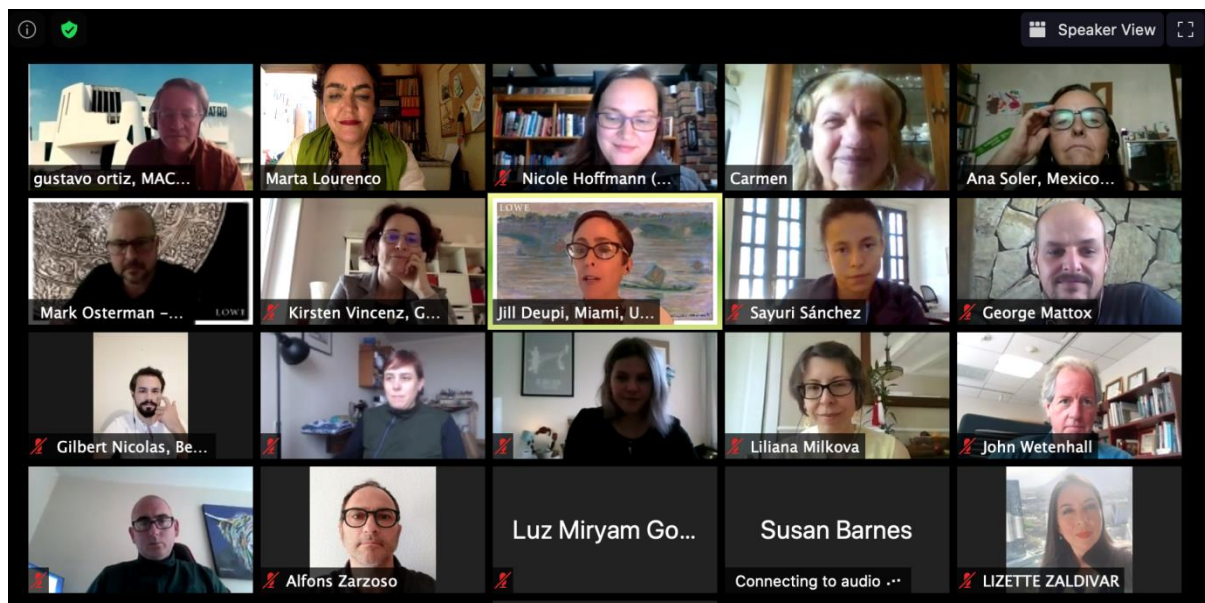 Speaker View
ATRO
gustavo ortiz, MAC...
Marta Lourenco
Nicole Hoffmann (...
Carmen
Ana Soler, Mexico...
LOWE
Mark Osterman -...
LOWE
Kirsten Vincenz, G...
Jill Deupi, Miami, U...
Sayuri Sánchez
George Mattox
Gilbert Nicolas, Be...
Liliana Milkova
John Wetenhall
Alfons Zarzoso
Luz Miryam Go...
Susan Barnes
Connecting to audio ...
LIZETTE ZALDIVAR